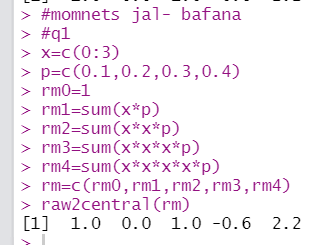 > #momnets jal- bafana
> #q1
> x=c(0:3)
> p=c(0.1,0.2,0.3,0.4)
> rm0=1
> rm1=sum(x*p)
> rm2=sum(x*x*p)
> rm3=sum(x*x*x*p)
> rm4=sum(x*x*x*x*p)
> rm=c(rm0,rm1,rm2,rm3,rm4)
> raw2central(rm)
[1]  1.0  0.0  1.0 -0.6  2.2
>